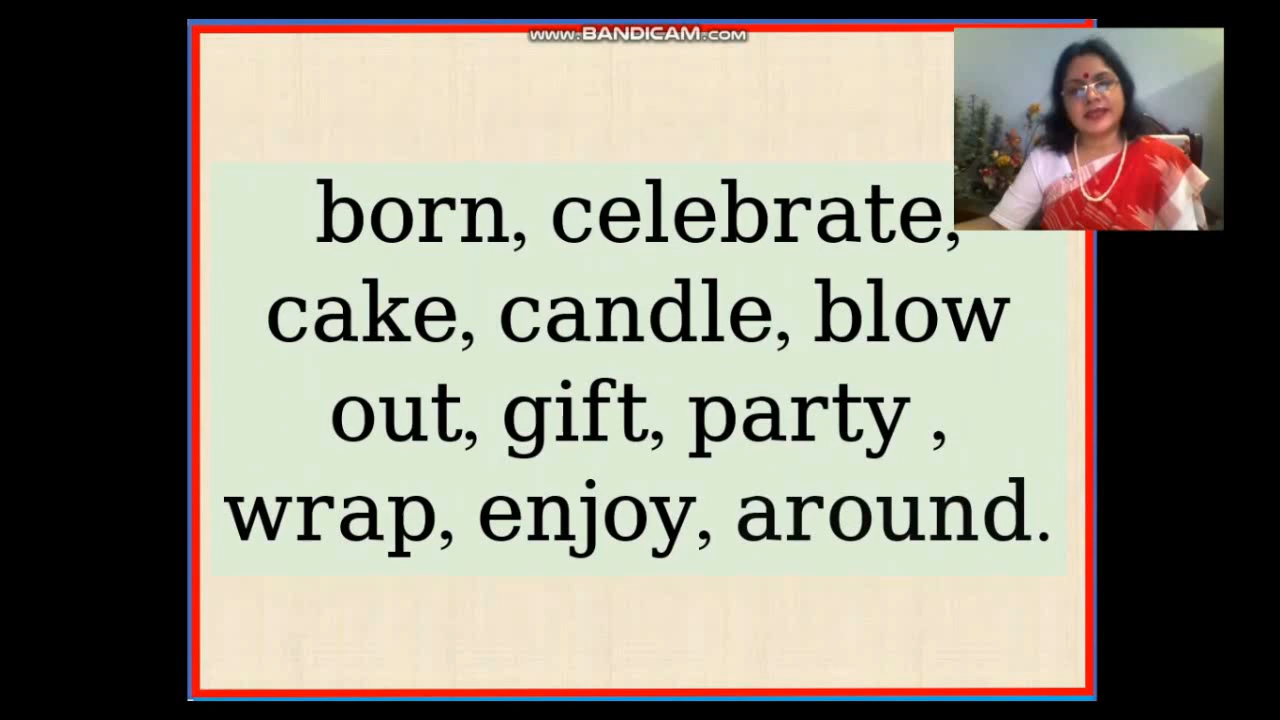 www.BANDICAM.com
born, celebrate,
cake, candle, blow
out, gift, party ,
wrap, enjoy, around.